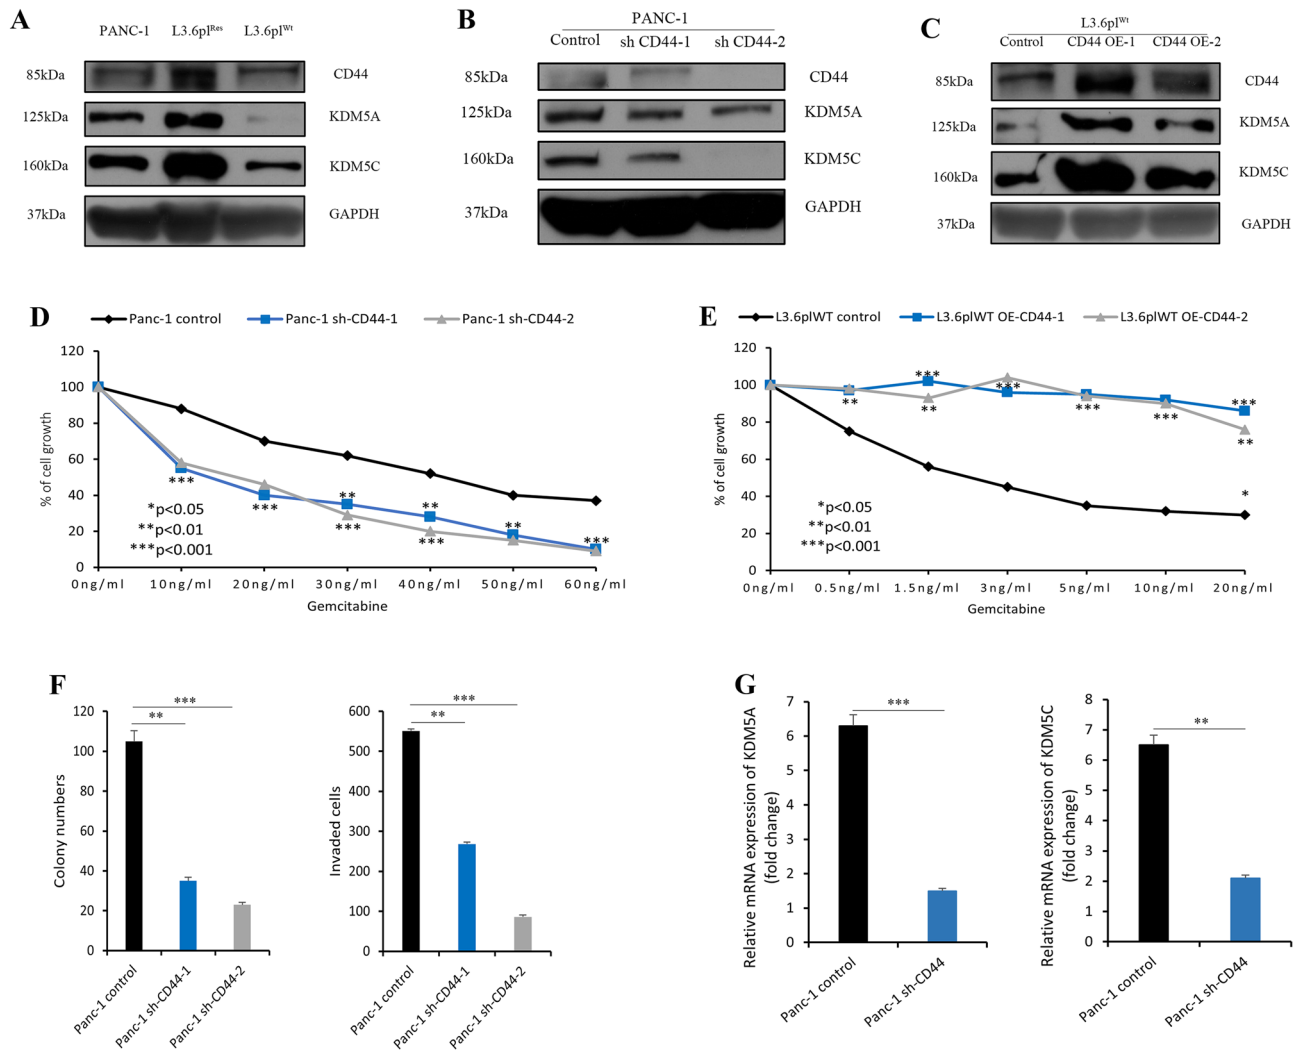 A
PANC-1 L3.6pl^Res L3.6pl^Wt
85kDa CD44
125kDa KDM5A
160kDa KDM5C
37kDa GAPDH
B
PANC-1
Control sh CD44-1 sh CD44-2
85kDa CD44
125kDa KDM5A
160kDa KDM5C
37kDa GAPDH
C
L3.6pl^Wt
Control CD44 OE-1 CD44 OE-2
85kDa CD44
125kDa KDM5A
160kDa KDM5C
37kDa GAPDH
D
Panc-1 control Panc-1 sh-CD44-1 Panc-1 sh-CD44-2
% of cell growth
120
100
80
60
40
20
0
*** *** ** *** ** *** ** ***
*p<0.05
**p<0.01
***p<0.001
0ng/ml 10ng/ml 20ng/ml 30ng/ml 40ng/ml 50ng/ml 60ng/ml
Gemcitabine
E
L3.6plWT control L3.6plWT OE-CD44-1 L3.6plWT OE-CD44-2
% of cell growth
120
100
80
60
40
20
0
** *** ** *** *** *** *** ** *
*p<0.05
**p<0.01
***p<0.001
0ng/ml 0.5ng/ml 1.5ng/ml 3ng/ml 5ng/ml 10ng/ml 20ng/ml
Gemcitabine
F
Colony numbers
120
100
80
60
40
20
0
***
**
Panc-1 control
Panc-1 sh-CD44-1
Panc-1 sh-CD44-2
Invaded cells
600
500
400
300
200
100
0
***
**
Panc-1 control
Panc-1 sh-CD44-1
Panc-1 sh-CD44-2
G
Relative mRNA expression of KDM5A
(fold change)
7
6
5
4
3
2
1
0
***
Panc-1 control
Panc-1 sh-CD44
Relative mRNA expression of KDM5C
(fold change)
8
7
6
5
4
3
2
1
0
**
Panc-1 control
Panc-1 sh-CD44